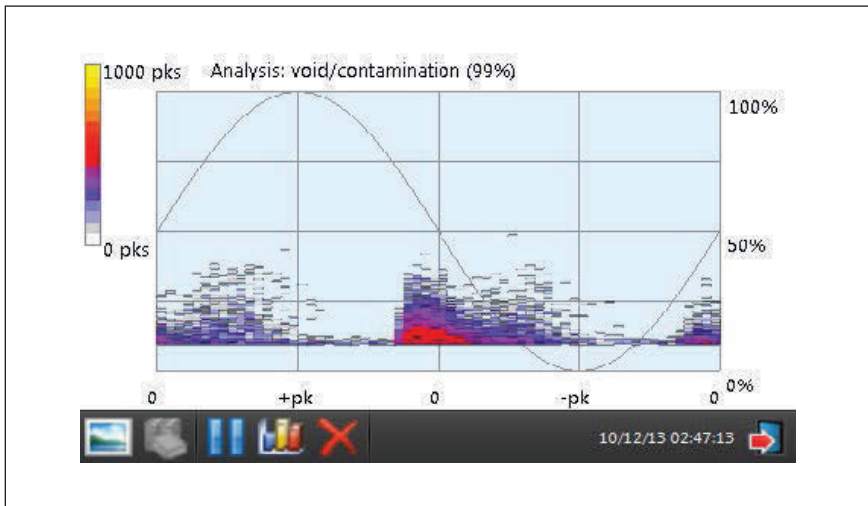 1000 pks
Analysis: void/contamination (99%)
100%
0 pks
50%
0%
0
+pk
0
-pk
0
10/12/13 02:47:13